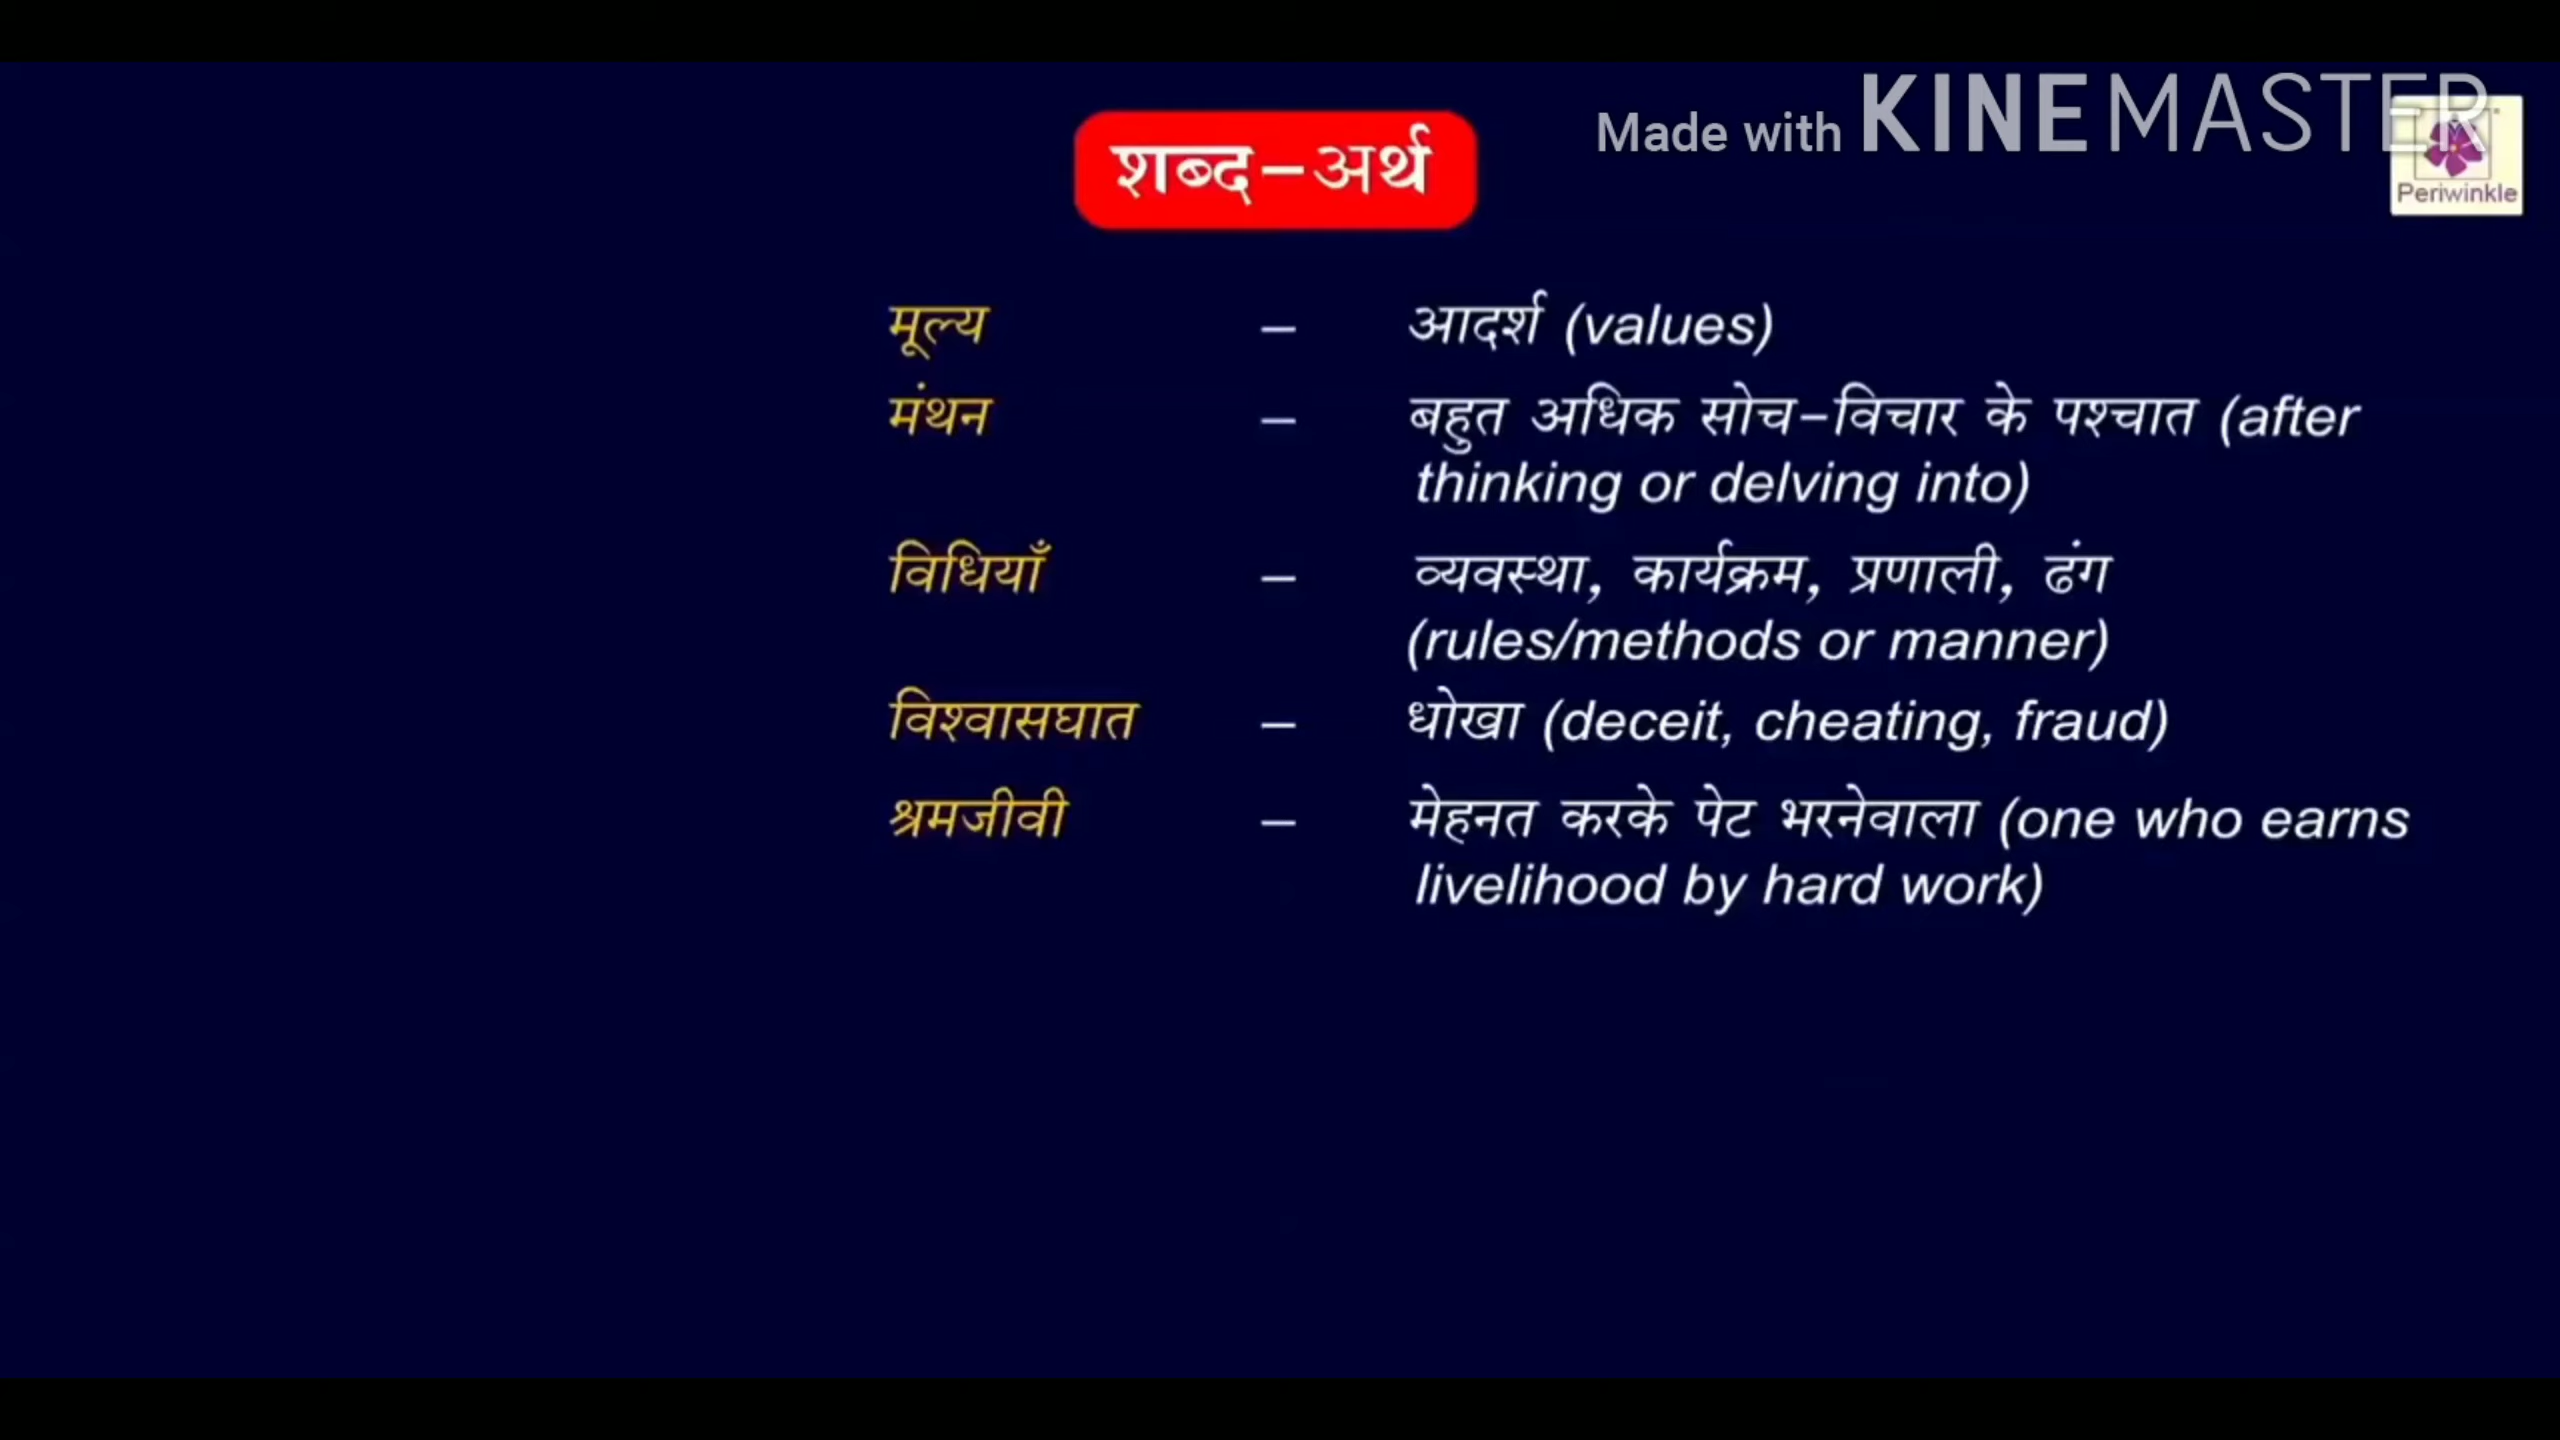 Made with KINEMASTER
Periwinkle
शब्द-अर्थ
मूल्य – आदर्श (values)
मंथन – बहुत अधिक सोच-विचार के पश्चात (after
thinking or delving into)
विधियाँ – व्यवस्था, कार्यक्रम, प्रणाली, ढंग
(rules/methods or manner)
विश्वासघात – धोखा (deceit, cheating, fraud)
श्रमजीवी – मेहनत करके पेट भरनेवाला (one who earns
livelihood by hard work)